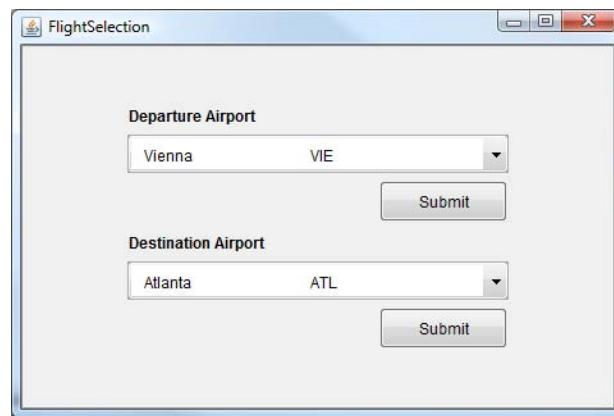 FlightSelection
Departure Airport
Vienna VIE
Submit
Destination Airport
Atlanta ATL
Submit